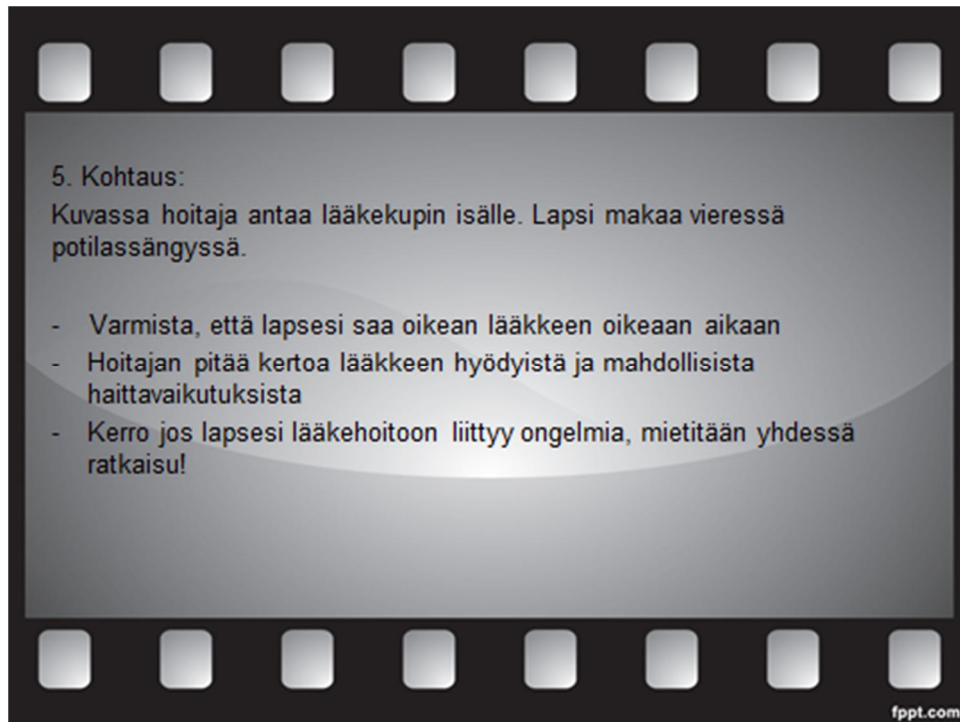 5. Kohtaus:
Kuvassa hoitaja antaa lääkekupin isälle. Lapsi makaa vieressä
potilassängyssä.
- Varmista, että lapsesi saa oikean lääkkeen oikeaan aikaan
- Hoitajan pitää kertoa lääkkeen hyödyistä ja mahdollisista
haittavaikutuksista
- Kerro jos lapsesi lääkehoitoon liittyy ongelmia, mietitään yhdessä
ratkaisu!
fppt.com